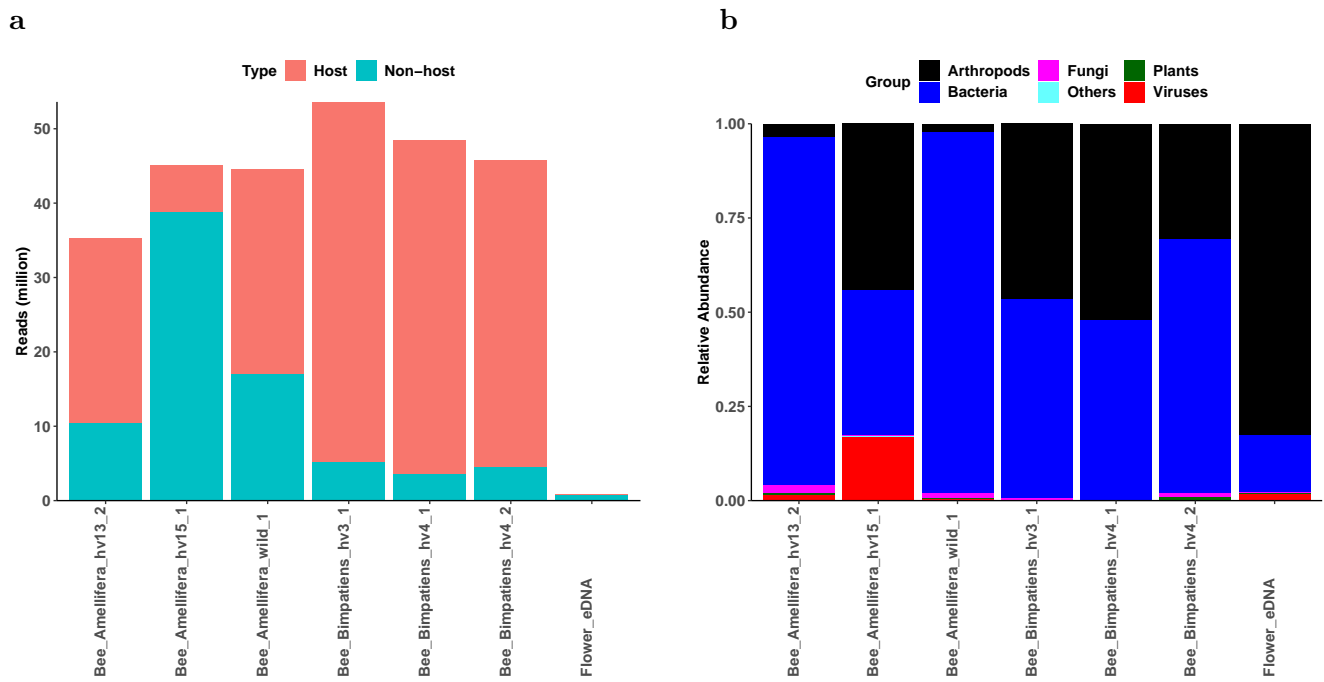 a
Type Host Non-host
Reads (million)
50
40
30
20
10
0
Bee_Amellifera_hv13_2
Bee_Amellifera_hv15_1
Bee_Amellifera_wild_1
Bee_Bimpatiens_hv3_1
Bee_Bimpatiens_hv4_1
Bee_Bimpatiens_hv4_2
Flower_eDNA
b
Group Arthropods Fungi Plants
Bacteria Others Viruses
Relative Abundance
1.00
0.75
0.50
0.25
0.00
Bee_Amellifera_hv13_2
Bee_Amellifera_hv15_1
Bee_Amellifera_wild_1
Bee_Bimpatiens_hv3_1
Bee_Bimpatiens_hv4_1
Bee_Bimpatiens_hv4_2
Flower_eDNA